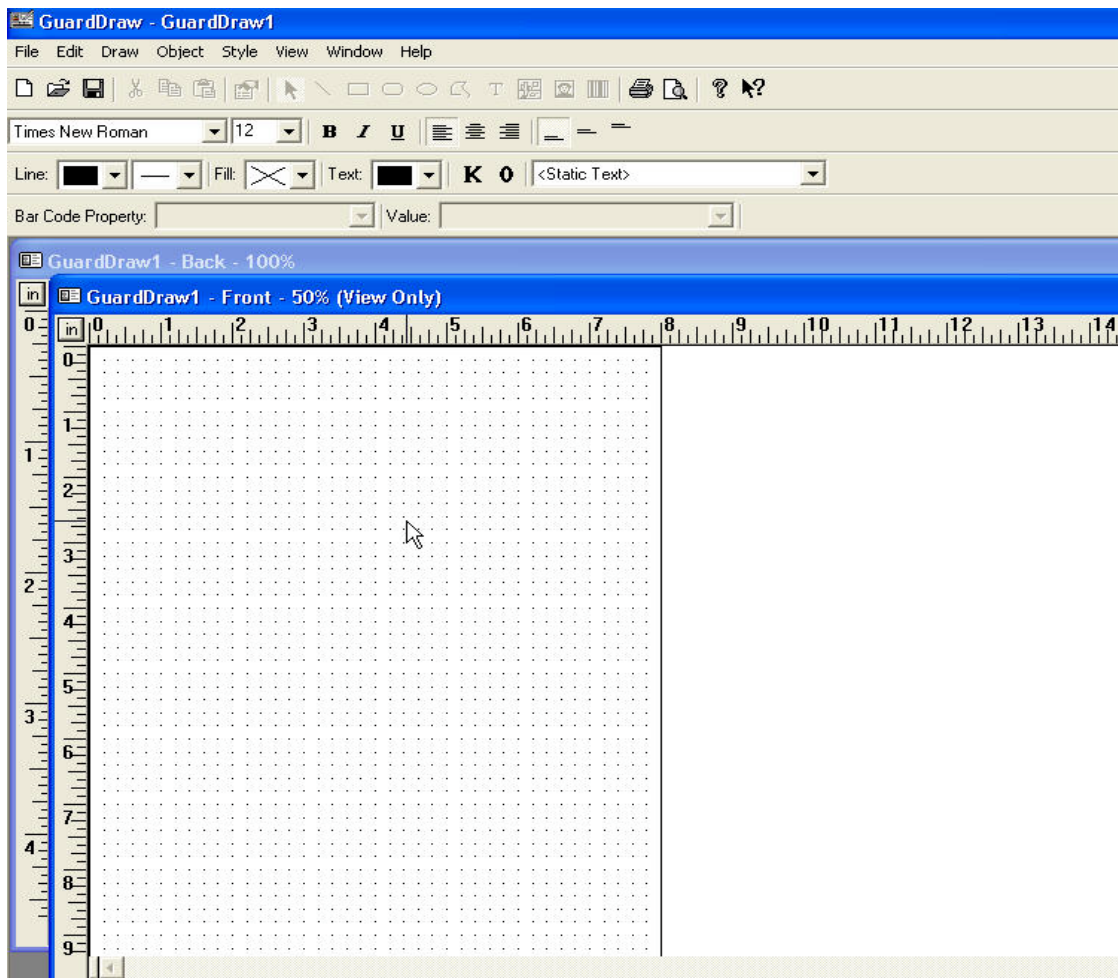 GuardDraw - GuardDraw1
File Edit Draw Object Style View Window Help
T ? ?
Times New Roman 12 B I U
Line: Fill: Text: K O <Static Text>
Bar Code Property: Value:
GuardDraw1 - Back - 100%
in GuardDraw1 - Front - 50% (View Only)
in 0 1 2 3 4 5 6 7 8 9 10 11 12 13 14
0
1
2
3
4
0
1
2
3
4
5
6
7
8
9